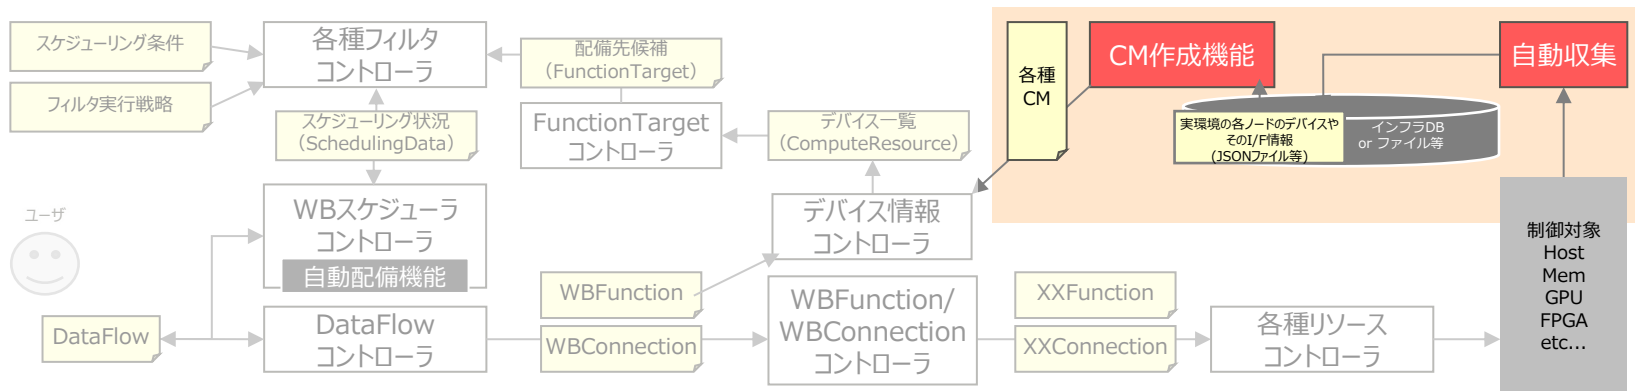 スケジューリング条件
フィルタ実行戦略
各種フィルタ
コントローラ
配備先候補
（FunctionTarget）
スケジューリング状況
（SchedulingData）
FunctionTarget
コントローラ
デバイス一覧
（ComputeResource）
各種
CM
CM作成機能
自動収集
実環境の各ノードのデバイスや
そのI/F情報
(JSONファイル等)
インフラDB
or ファイル等
ユーザ
WBスケジューラ
コントローラ
自動配備機能
デバイス情報
コントローラ
制御対象
Host
Mem
GPU
FPGA
etc...
DataFlow
DataFlow
コントローラ
WBFunction
WBConnection
WBFunction/
WBConnection
コントローラ
XXFunction
XXConnection
各種リソース
コントローラ